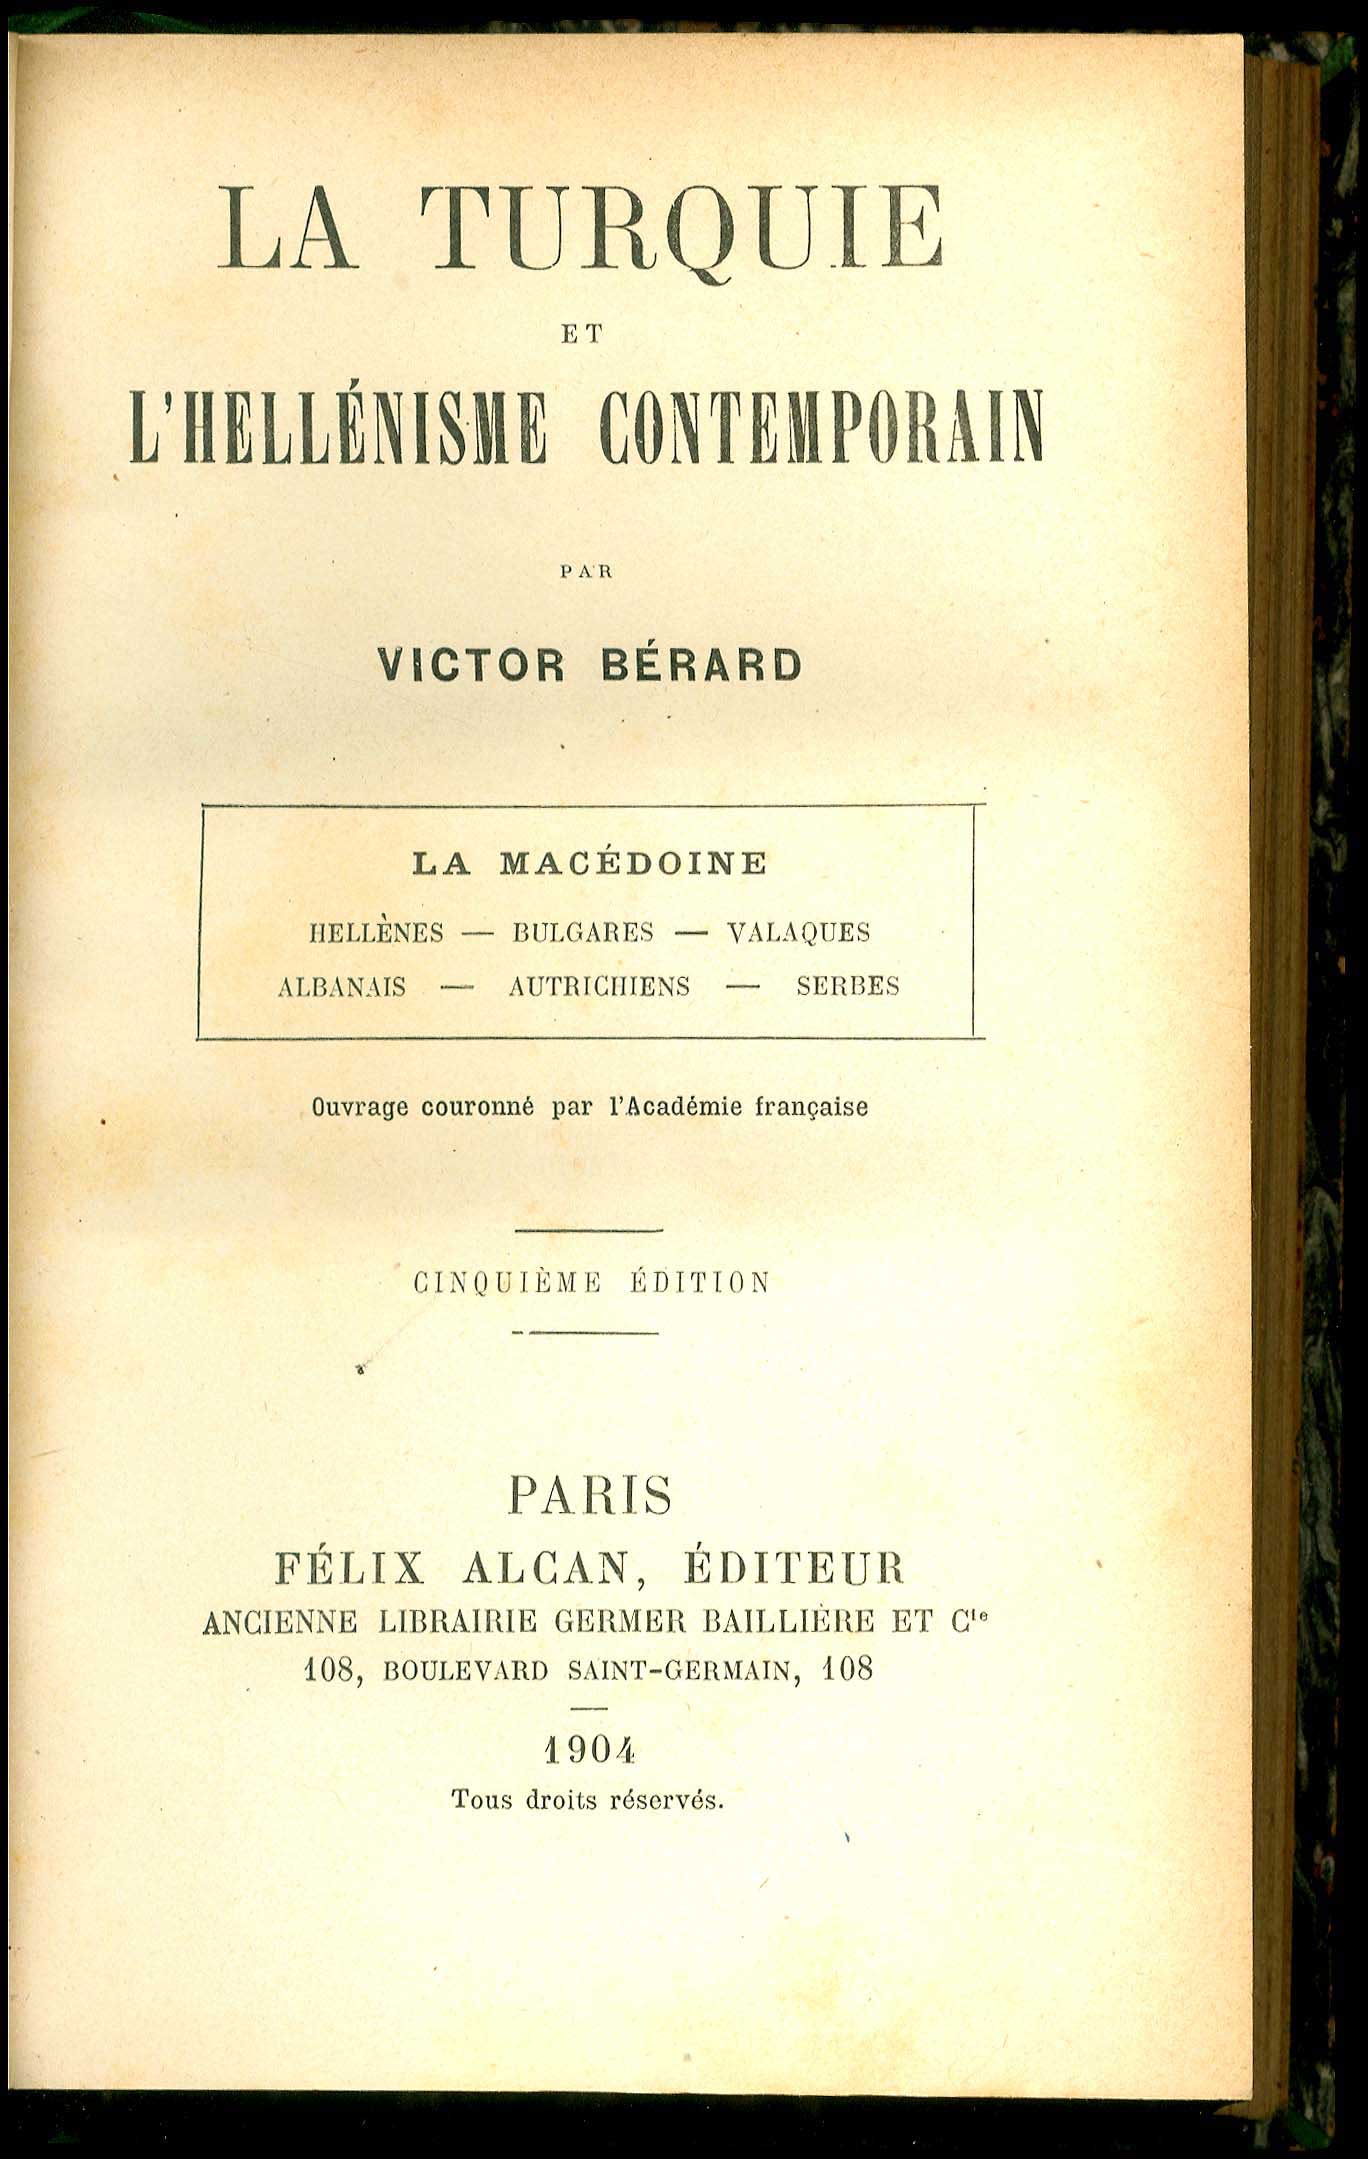 LA TURQUIE
ET
L'HELLÉNISME CONTEMPORAIN
PAR
VICTOR BÉRARD
LA MACÉDOINE
HELLÈNES — BULGARES — VALAQUES
ALBANAIS — AUTRICHIENS — SERBES
Ouvrage couronné par l'Académie française
CINQUIÈME ÉDITION
PARIS
FÉLIX ALCAN, ÉDITEUR
ANCIENNE LIBRAIRIE GERMER BAILLIÈRE ET Cie
108, BOULEVARD SAINT-GERMAIN, 108
1904
Tous droits réservés.